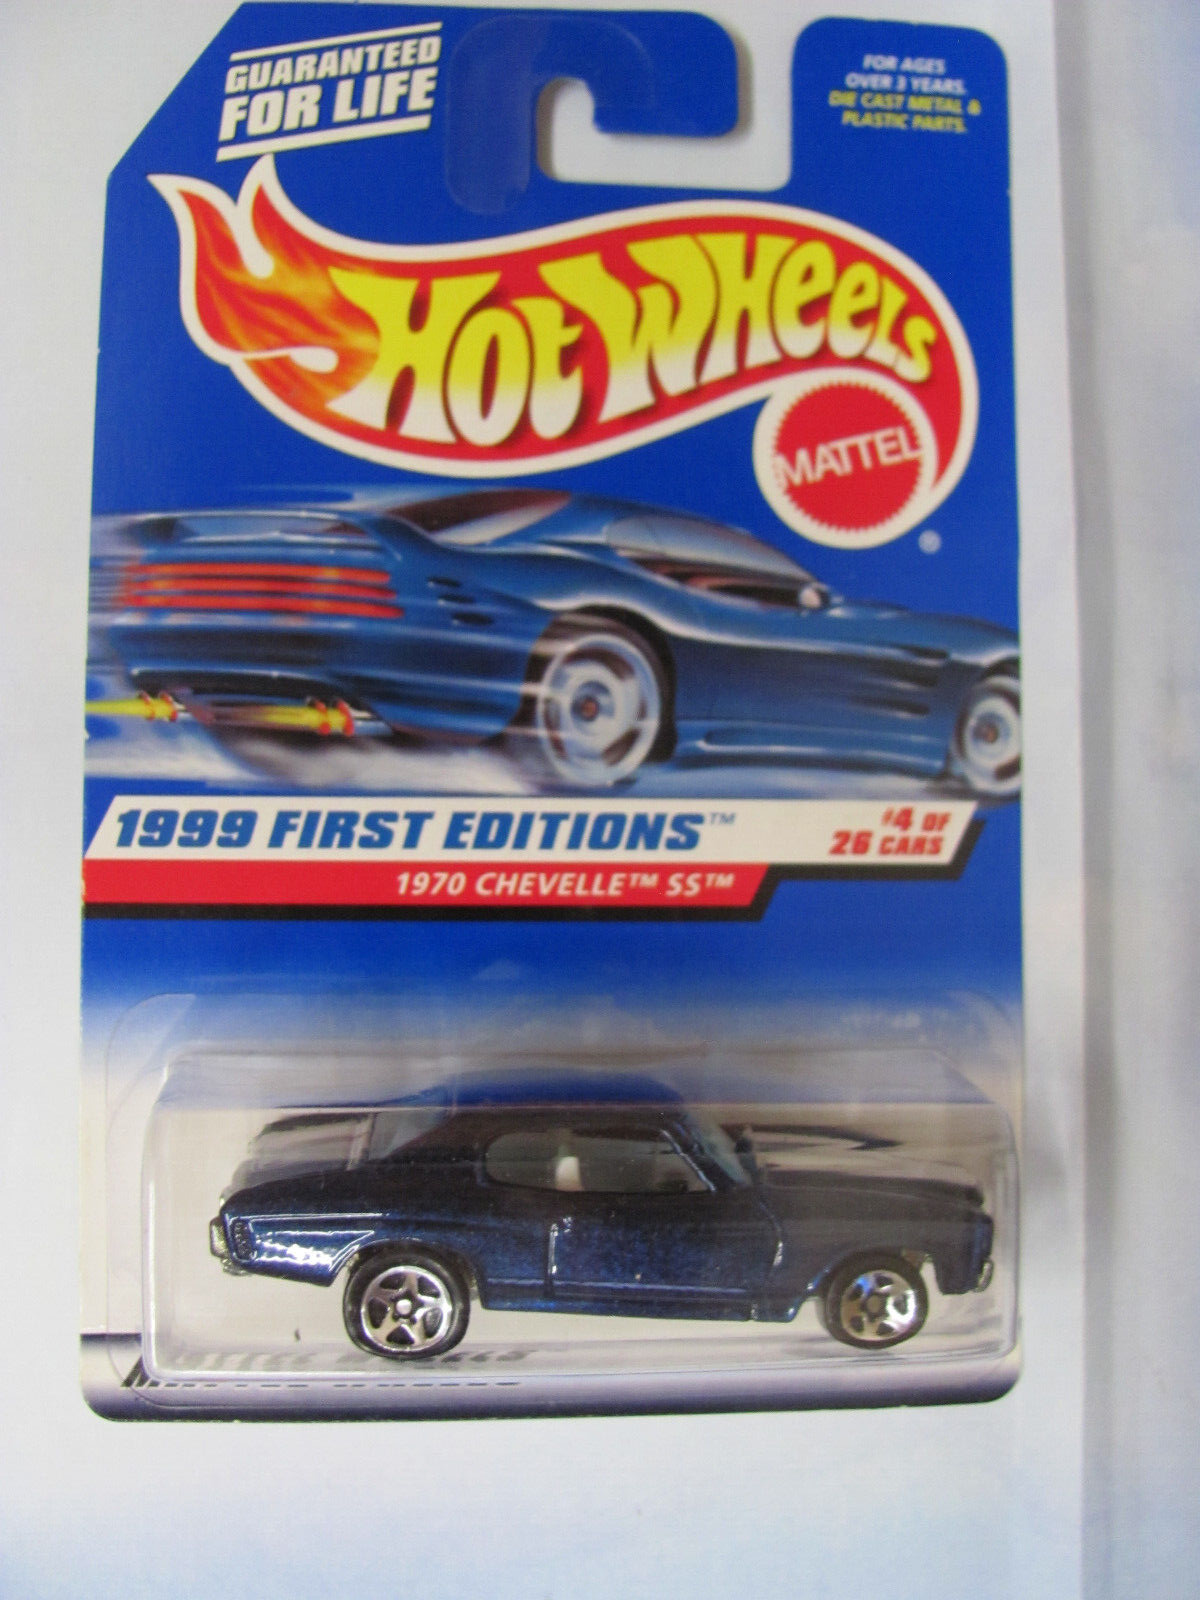 GUARANTEED
FOR LIFE
FOR AGES
OVER 3 YEARS.
DIE CAST METAL &
PLASTIC PARTS.
HOT WHEELS
MATTEL
®
1999 FIRST EDITIONS™
#4 OF
26 CARS
1970 CHEVELLE™ SS™